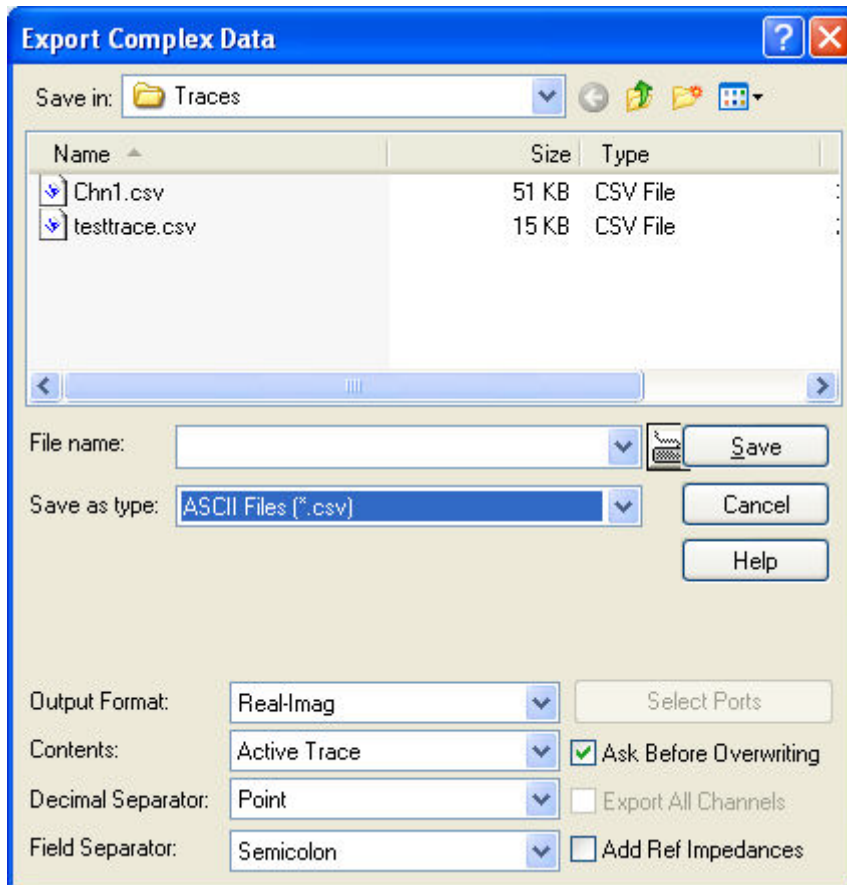 Export Complex Data
Save in: Traces
Name Size Type
Chn1.csv 51 KB CSV File
testtrace.csv 15 KB CSV File
File name: Save
Save as type: ASCII Files (*.csv) Cancel
Help
Output Format: Real-Imag Select Ports
Contents: Active Trace Ask Before Overwriting
Decimal Separator: Point Export All Channels
Field Separator: Semicolon Add Ref Impedances